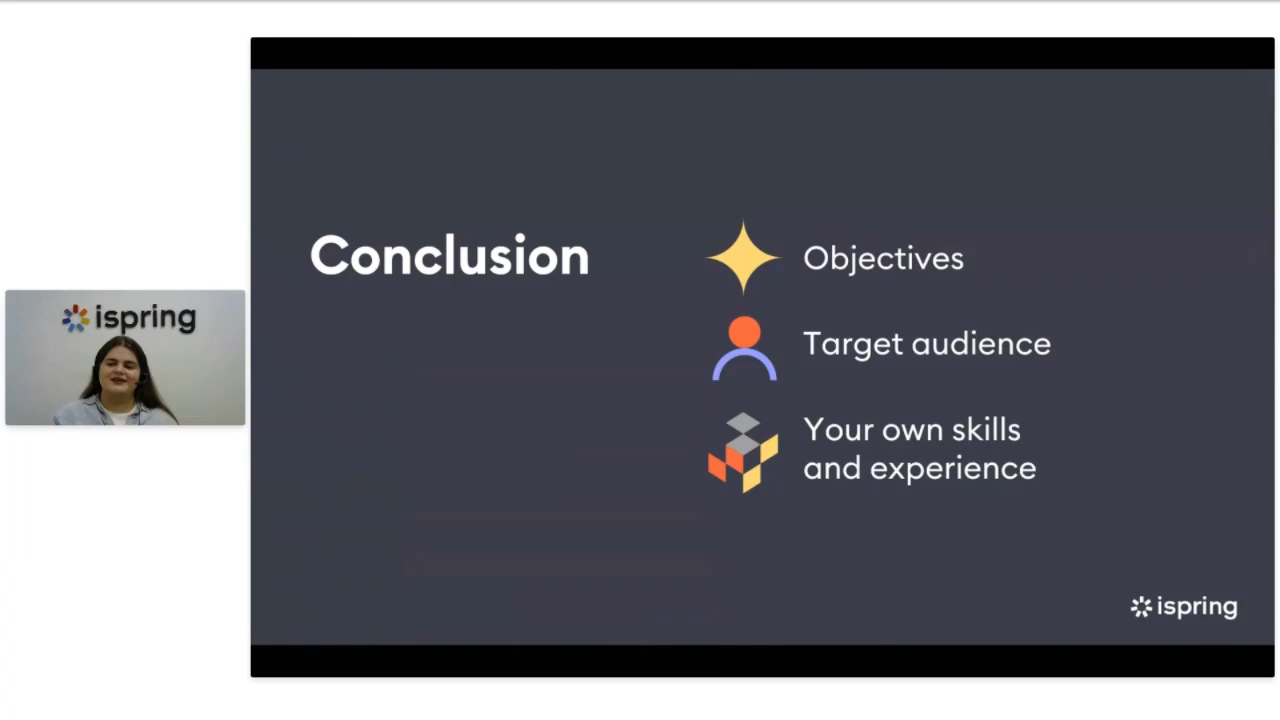 ispring
Conclusion
Objectives
Target audience
Your own skills
and experience
ispring